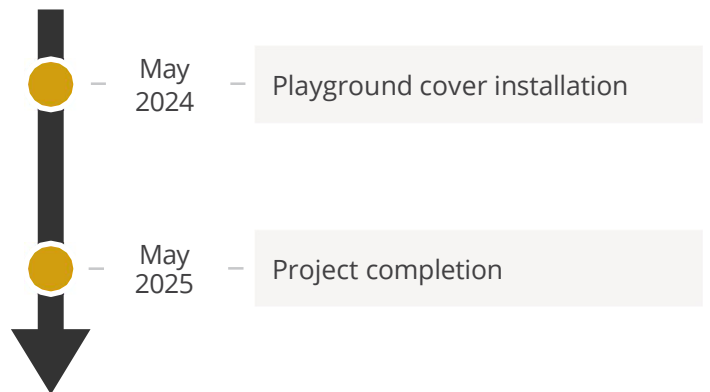 May
2024
Playground cover installation
May
2025
Project completion